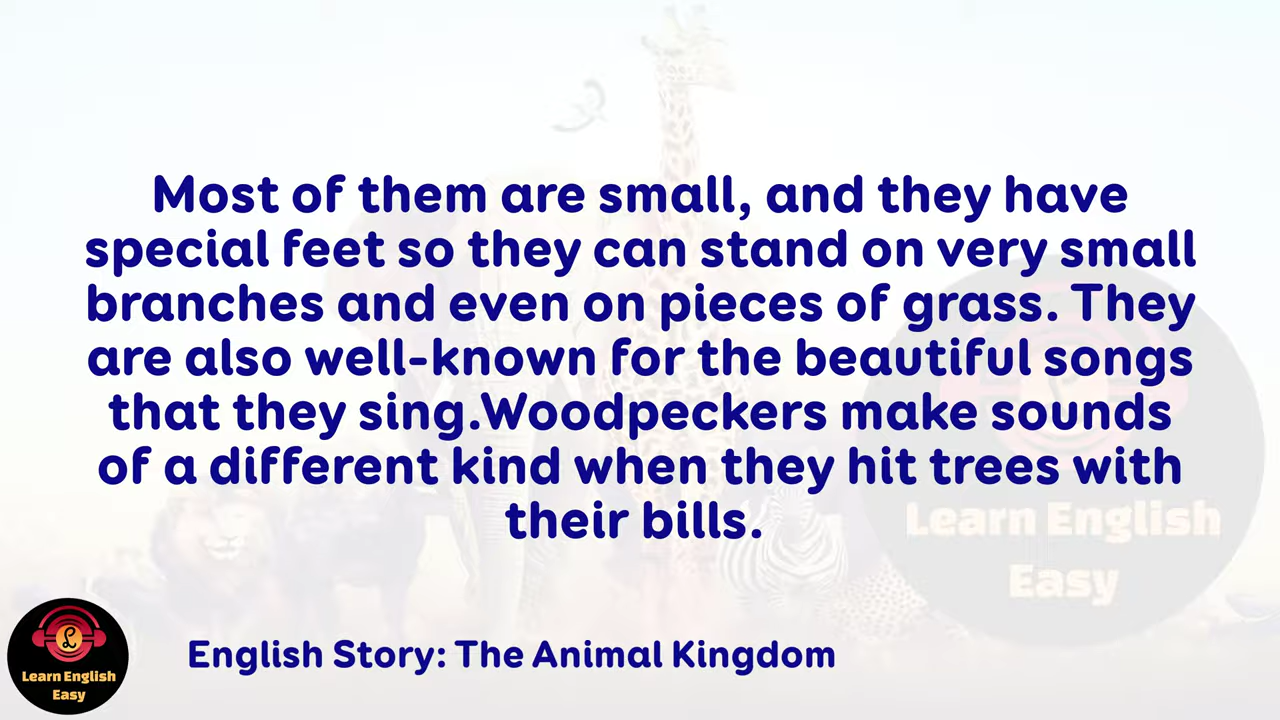 Most of them are small, and they have
special feet so they can stand on very small
branches and even on pieces of grass. They
are also well-known for the beautiful songs
that they sing.Woodpeckers make sounds
of a different kind when they hit trees with
their bills.
Learn English
Easy
English Story: The Animal Kingdom
Learn English
Easy